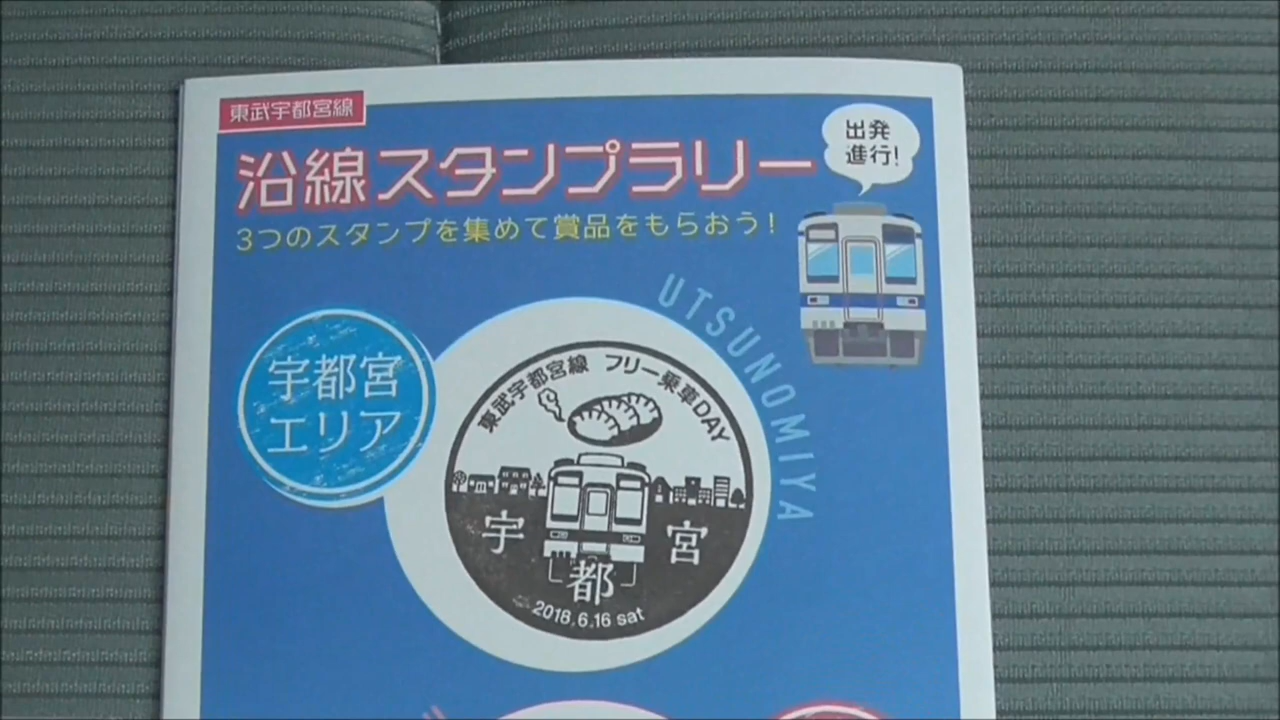 東武宇都宮線
沿線スタンプラリー
3つのスタンプを集めて賞品をもらおう!
出発
進行!
UTSUNOMIYA
宇都宮
エリア
東武宇都宮線 フリー乗車DAY
宇都宮
2018.6.16 sat